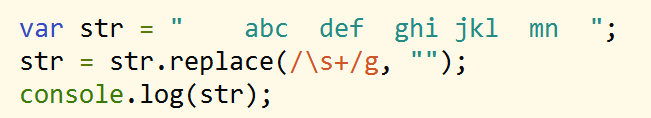 var str = "    abc  def  ghi jkl  mn  ";
str = str.replace(/\s+/g, "");
console.log(str);